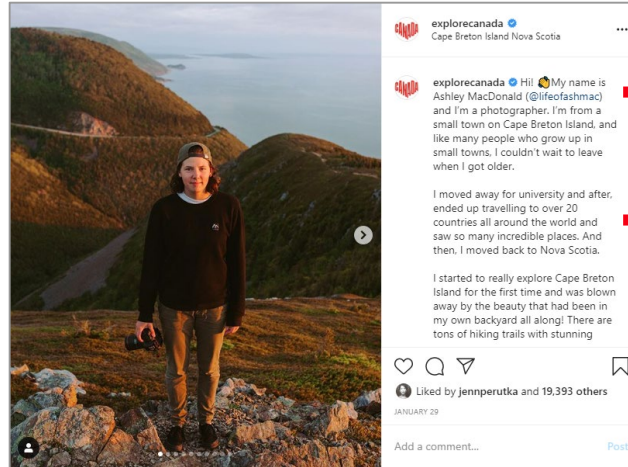 explorecanada
Cape Breton Island Nova Scotia
CANADA
CANADA
explorecanada Hi! My name is
Ashley MacDonald (@lifeofashmac)
and I'm a photographer. I'm from a
small town on Cape Breton Island, and
like many people who grow up in
small towns, I couldn't wait to leave
when I got older.
I moved away for university and after,
ended up travelling to over 20
countries all around the world and
saw so many incredible places. And
then, I moved back to Nova Scotia.
I started to really explore Cape Breton
Island for the first time and was blown
away by the beauty that had been in
my own backyard all along! There are
tons of hiking trails with stunning
Liked by jennperutka and 19,393 others
JANUARY 29
Add a comment...
Post